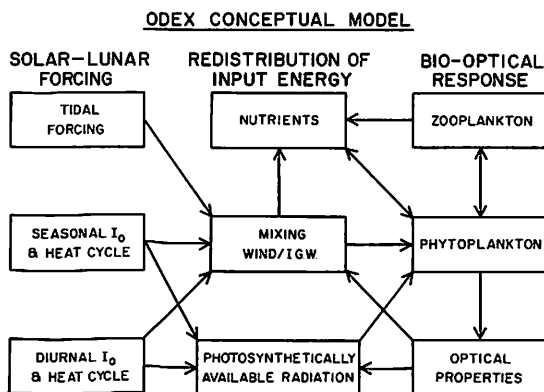 ODEX CONCEPTUAL MODEL
SOLAR–LUNAR
FORCING
REDISTRIBUTION OF
INPUT ENERGY
BIO-OPTICAL
RESPONSE
TIDAL
FORCING
NUTRIENTS
ZOOPLANKTON
SEASONAL I₀
& HEAT CYCLE
MIXING
WIND/I.G.W.
PHYTOPLANKTON
DIURNAL I₀
& HEAT CYCLE
PHOTOSYNTHETICALLY
AVAILABLE RADIATION
OPTICAL
PROPERTIES